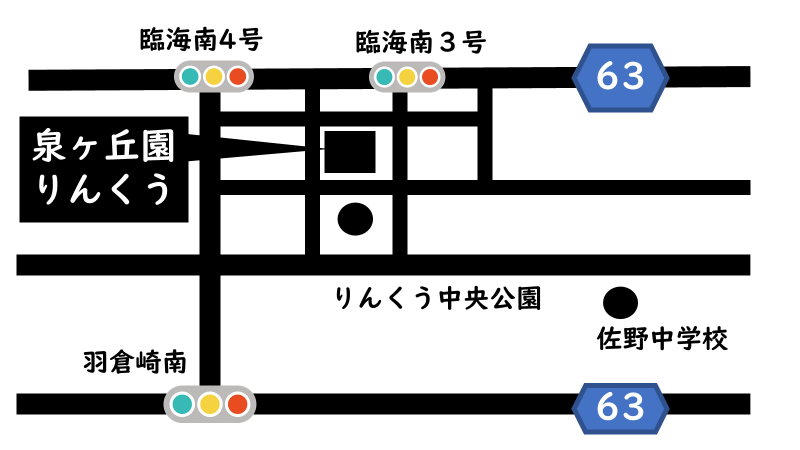 臨海南4号
臨海南３号
63
泉ヶ丘園
りんくう
りんくう中央公園
佐野中学校
羽倉崎南
63